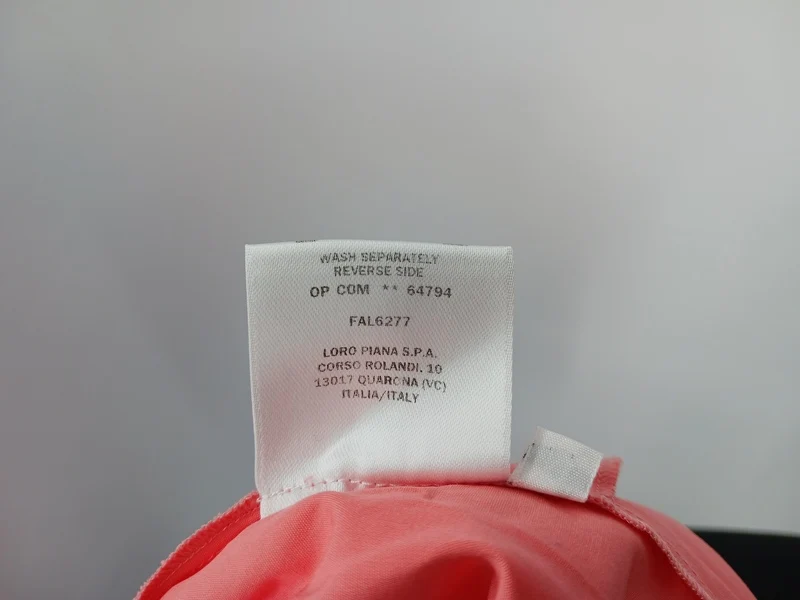 WASH SEPARATELY
REVERSE SIDE
OP COM ** 64794
FAL6277
LORO PIANA S.P.A.
CORSO ROLANDI, 10
13017 QUARONA (VC)
ITALIA/ITALY